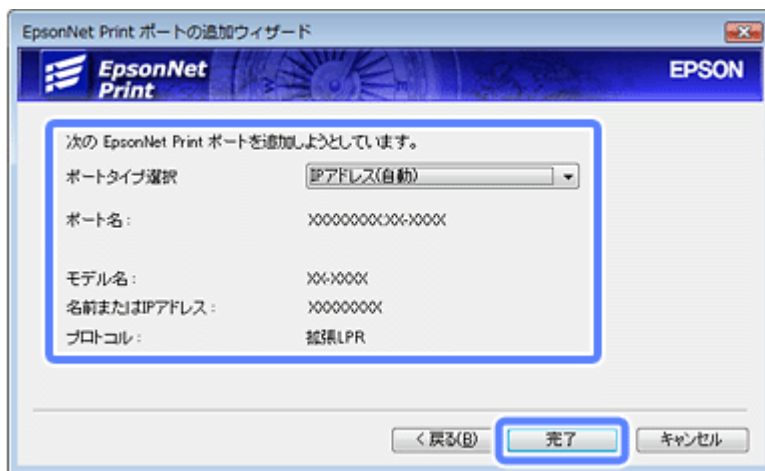 EpsonNet Print ポートの追加ウィザード
EpsonNet
Print
EPSON
次の EpsonNet Print ポートを追加しようとしています。
ポートタイプ選択 IPアドレス(自動)
ポート名： XXXXXXXX:XX-XXXX
モデル名： XX-XXXX
名前またはIPアドレス： XXXXXXXX
プロトコル： 拡張LPR
< 戻る(B) 完了 キャンセル